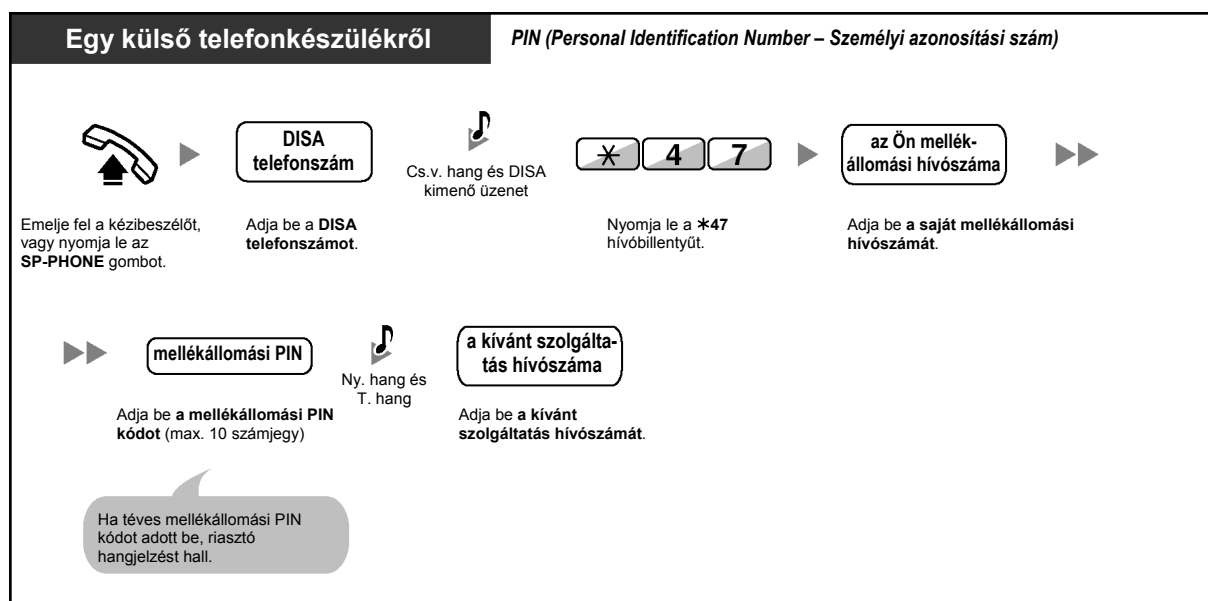 Egy külső telefonkészülékről
PIN (Personal Identification Number – Személyi azonosítási szám)
DISA
telefonszám
Cs.v. hang és DISA
kimenő üzenet
∗ 4 7
az Ön mellék-
állomási hívószáma
Emelje fel a kézibeszélőt,
vagy nyomja le az
SP-PHONE gombot.
Adja be a DISA
telefonszámot.
Nyomja le a ∗47
hívóbillentyűt.
Adja be a saját mellékállomási
hívószámát.
mellékállomási PIN
Ny. hang és
T. hang
a kívánt szolgálta-
tás hívószáma
Adja be a mellékállomási PIN
kódot (max. 10 számjegy)
Adja be a kívánt
szolgáltatás hívószámát.
Ha téves mellékállomási PIN
kódot adott be, riasztó
hangjelzést hall.